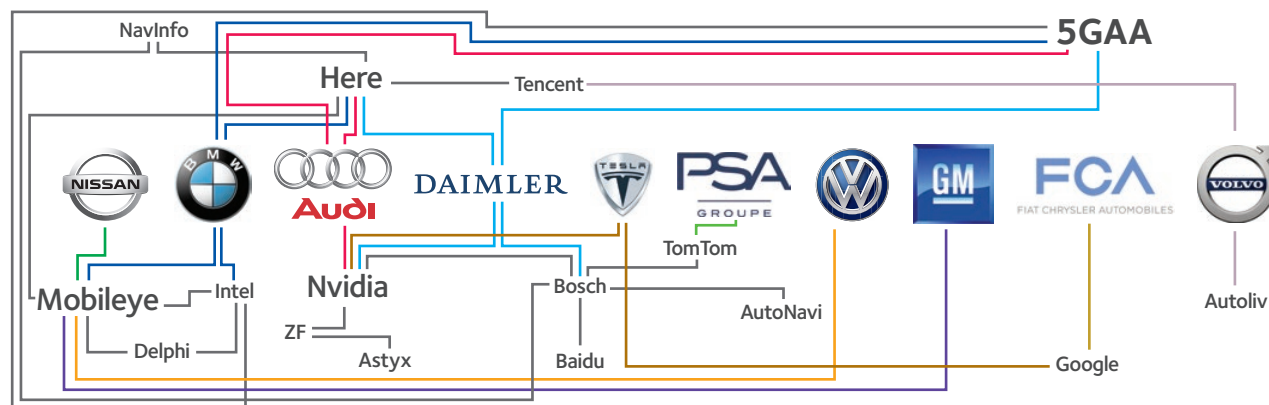 NavInfo
5GAA
Here
Tencent
NISSAN
BMW
Audi
DAIMLER
TESLA
PSA
GROUPE
VW
GM
FCA
FIAT CHRYSLER AUTOMOBILES
VOLVO
TomTom
Mobileye
Intel
Nvidia
Bosch
AutoNavi
Autoliv
ZF
Delphi
Astyx
Baidu
Google